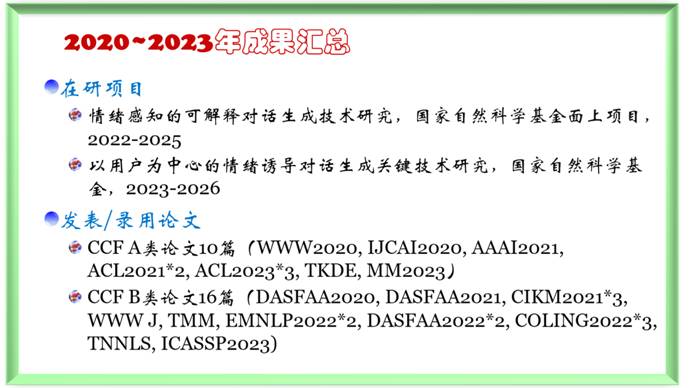 2020~2023年成果汇总
在研项目
情绪感知的可解释对话生成技术研究，国家自然科学基金面上项目，
2022-2025
以用户为中心的情绪诱导对话生成关键技术研究，国家自然科学基
金，2023-2026
发表/录用论文
CCF A类论文10篇（WWW2020, IJCAI2020, AAAI2021,
ACL2021*2, ACL2023*3, TKDE, MM2023）
CCF B类论文16篇（DASFAA2020, DASFAA2021, CIKM2021*3,
WWW J, TMM, EMNLP2022*2, DASFAA2022*2, COLING2022*3,
TNNLS, ICASSP2023)